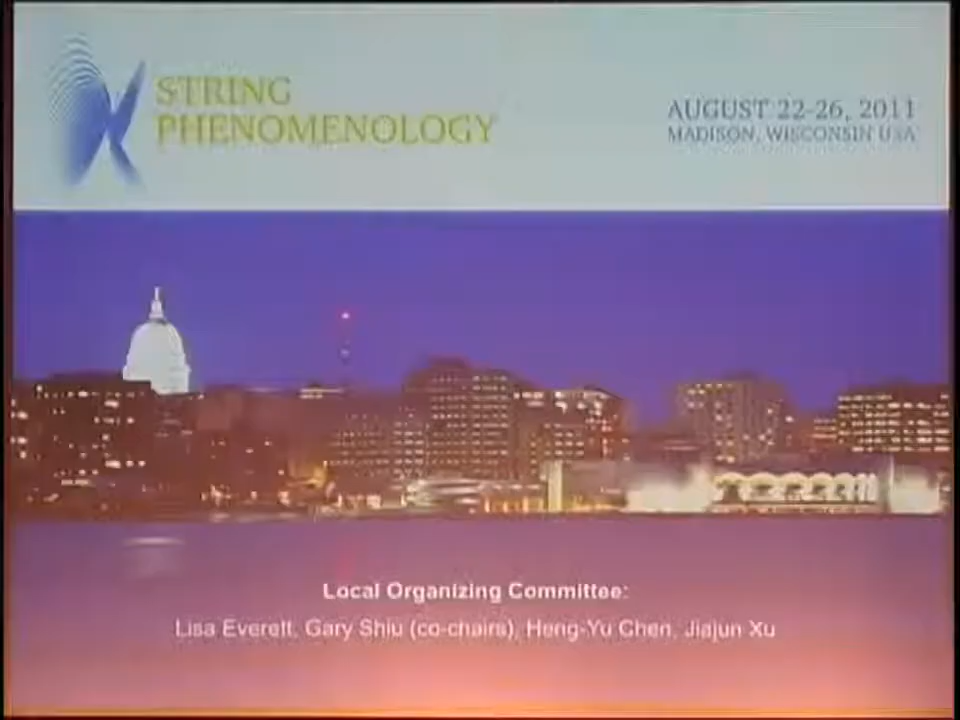 STRING
PHENOMENOLOGY
AUGUST 22-26, 2011
MADISON, WISCONSIN USA
Local Organizing Committee:
Lisa Everett, Gary Shiu (co-chairs), Heng-Yu Chen, Jiajun Xu